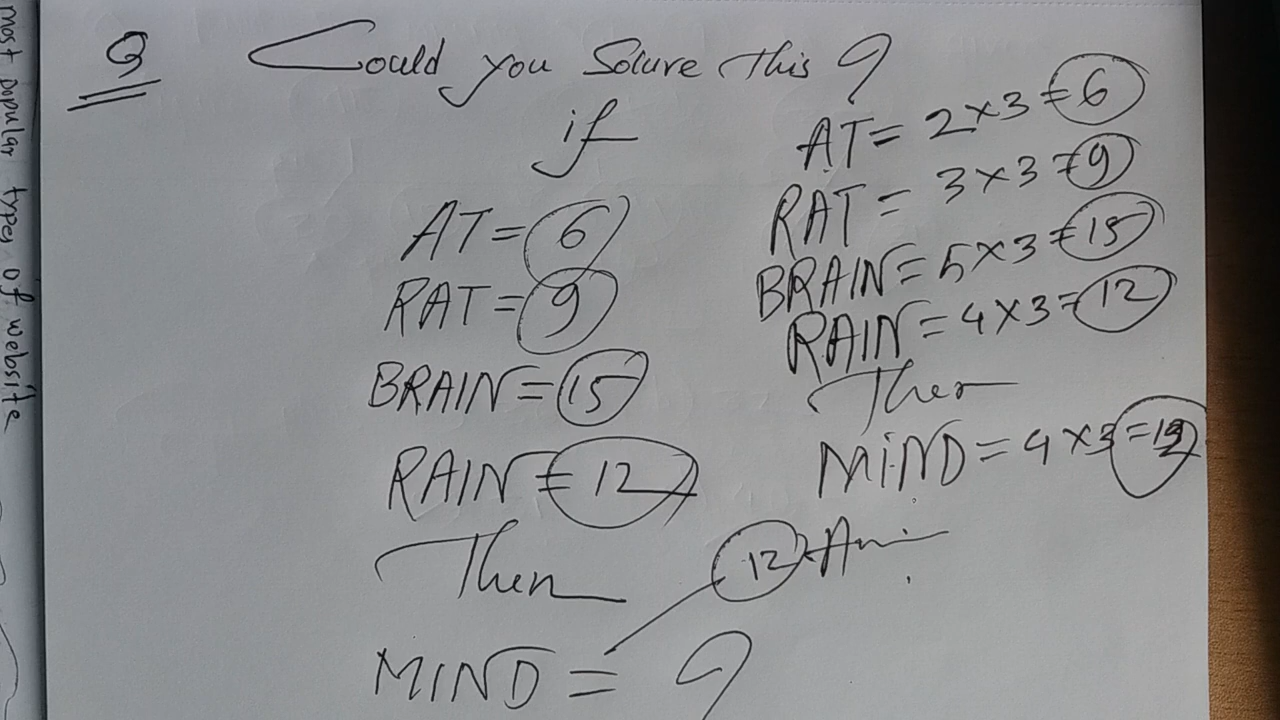 most popular types of website
Q Could you Solure this ?
if
AT = 6
RAT = 9
BRAIN = 15
RAIN = 12
Then
MIND = ?
12 Ans
AT = 2×3 = 6
RAT = 3×3 = 9
BRAIN = 5×3 = 15
RAIN = 4×3 = 12
Then
MiND = 4×3 = 12